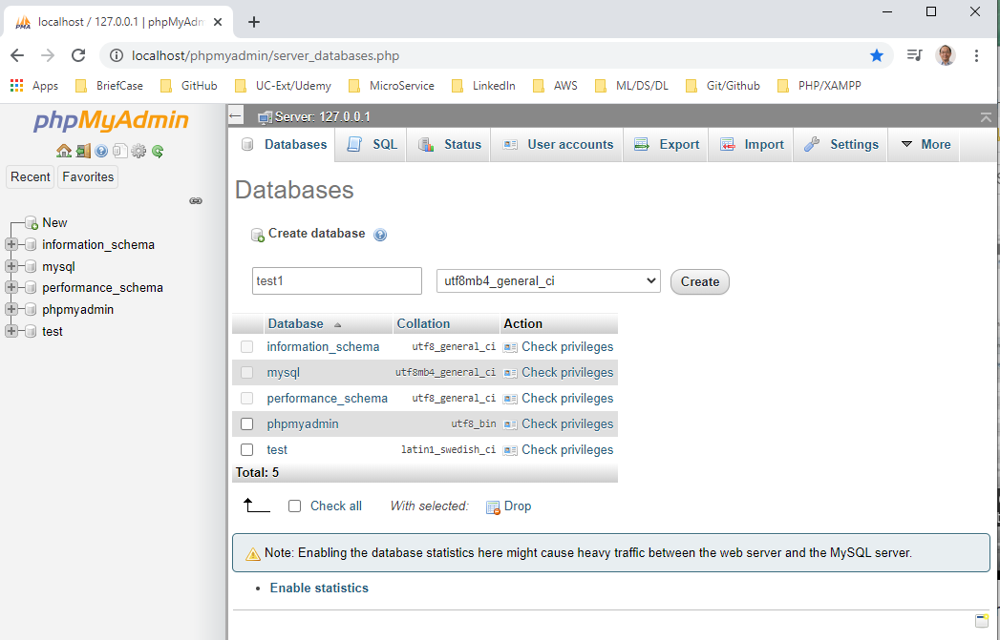 localhost / 127.0.0.1 | phpMyAdm
localhost/phpmyadmin/server_databases.php
Apps BriefCase GitHub UC-Ext/Udemy MicroService LinkedIn AWS ML/DS/DL Git/Github PHP/XAMPP
phpMyAdmin
Recent Favorites
New
information_schema
mysql
performance_schema
phpmyadmin
test
Server: 127.0.0.1
Databases SQL Status User accounts Export Import Settings More
Databases
Create database
test1 utf8mb4_general_ci Create
Database Collation Action
information_schema utf8_general_ci Check privileges
mysql utf8mb4_general_ci Check privileges
performance_schema utf8_general_ci Check privileges
phpmyadmin utf8_bin Check privileges
test latin1_swedish_ci Check privileges
Total: 5
Check all With selected: Drop
Note: Enabling the database statistics here might cause heavy traffic between the web server and the MySQL server.
• Enable statistics